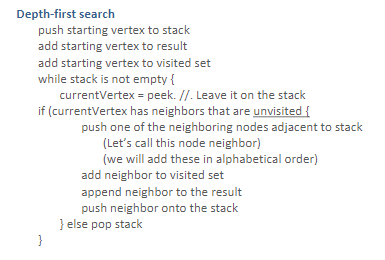 Depth-first search
push starting vertex to stack
add starting vertex to result
add starting vertex to visited set
while stack is not empty {
currentVertex = peek. //. Leave it on the stack
if (currentVertex has neighbors that are unvisited {
push one of the neighboring nodes adjacent to stack
(Let's call this node neighbor)
(we will add these in alphabetical order)
add neighbor to visited set
append neighbor to the result
push neighbor onto the stack
} else pop stack
}